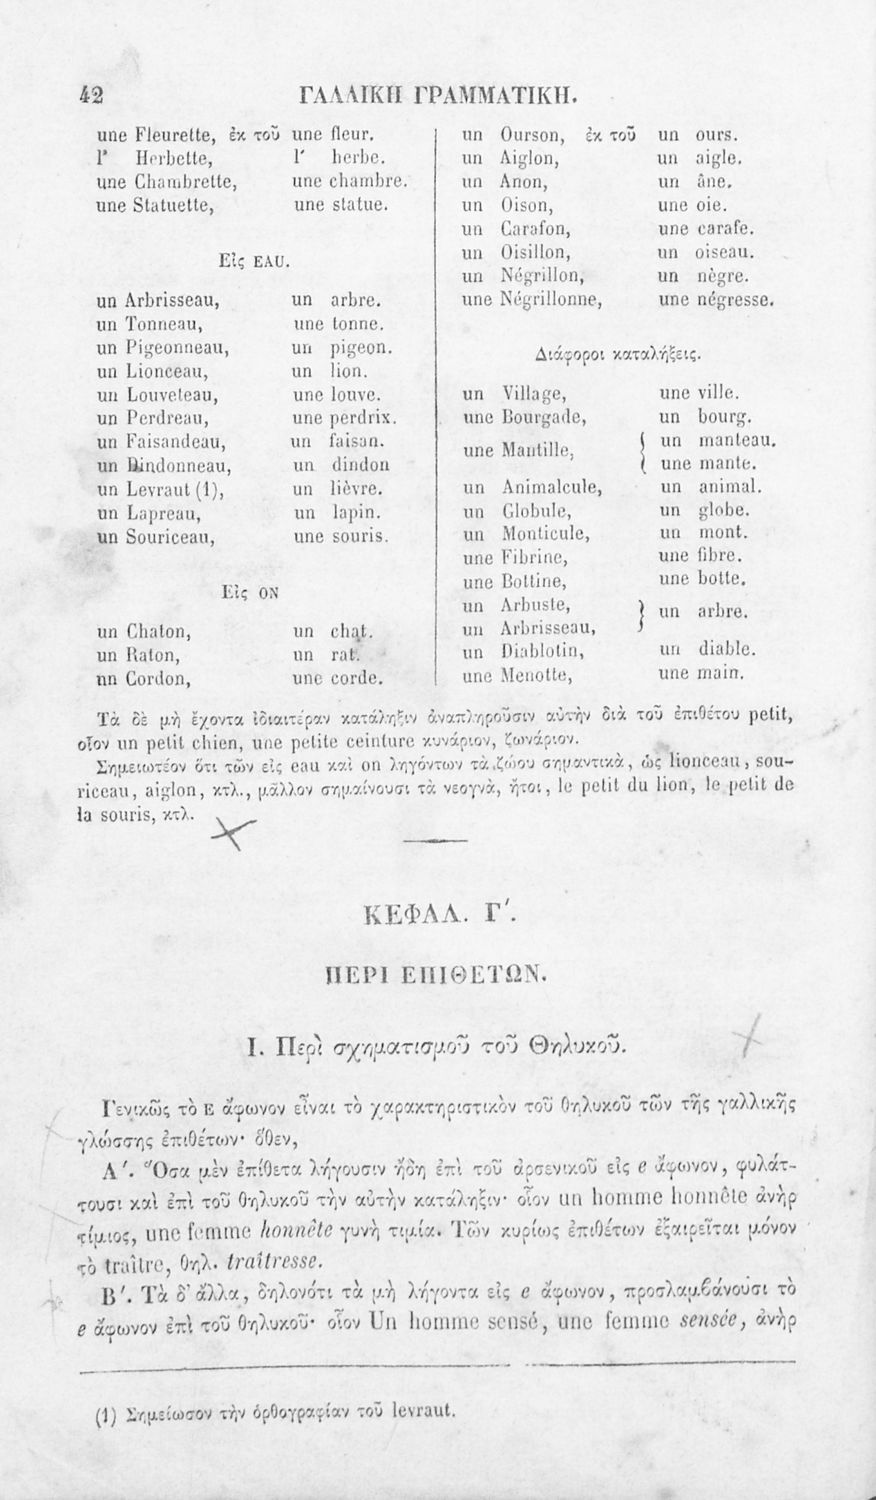 42 ΓΑΛΛΙΚΗ ΓΡΑΜΜΑΤΙΚΗ.
une Fleurette, ἐκ τοῦ une fleur.
l' Herbette, l' herbe.
une Chambrette, une chambre.
une Statuette, une statue.
Εἰς EAU.
un Arbrisseau, un arbre.
un Tonneau, une tonne.
un Pigeonneau, un pigeon.
un Lionceau, un lion.
un Louveteau, une louve.
un Perdreau, une perdrix.
un Faisandeau, un faisan.
un Dindonneau, un dindon
un Levraut (1), un lièvre.
un Lapreau, un lapin.
un Souriceau, une souris.
Εἰς ON
un Chaton, un chat.
un Raton, un rat.
un Cordon, une corde.
un Ourson, ἐκ τοῦ un ours.
un Aiglon, un aigle.
un Anon, un âne.
un Oison, une oie.
un Carafon, une carafe.
un Oisillon, un oiseau.
un Négrillon, un nègre.
une Négrillonne, une négresse.
Διάφοροι καταλήξεις.
un Village, une ville.
une Bourgade, un bourg.
une Mantille, { un manteau.
une mante.
un Animalcule, un animal.
un Globule, un globe.
un Monticule, un mont.
une Fibrine, une fibre.
une Bottine, une botte.
un Arbuste, } un arbre.
un Arbrisseau,
un Diablotin, un diable.
une Menotte, une main.
Τὰ δὲ μὴ ἔχοντα ἰδιαιτέραν κατάληξιν ἀναπληροῦσιν αὐτὴν διὰ τοῦ ἐπιθέτου petit,
οἷον un petit chien, une petite ceinture κυνάριον, ζωνάριον.
Σημειωτέον ὅτι τῶν εἰς eau καὶ on ληγόντων τὰ ζώου σημαντικὰ, ὡς lionceau, sou-
riceau, aiglon, κτλ., μᾶλλον σημαίνουσι τὰ νεογνὰ, ἤτοι, le petit du lion, le petit de
la souris, κτλ.
ΚΕΦΑΛ. Γ΄.
ΠΕΡΙ ΕΠΙΘΕΤΩΝ.
I. Περὶ σχηματισμοῦ τοῦ Θηλυκοῦ.
Γενικῶς τὸ E ἄφωνον εἶναι τὸ χαρακτηριστικὸν τοῦ θηλυκοῦ τῶν τῆς γαλλικῆς
γλώσσης ἐπιθέτων· ὅθεν,
Α΄. Ὅσα μὲν ἐπίθετα λήγουσιν ἤδη ἐπὶ τοῦ ἀρσενικοῦ εἰς e ἄφωνον, φυλάτ-
τουσι καὶ ἐπὶ τοῦ θηλυκοῦ τὴν αὐτὴν κατάληξιν· οἷον un homme honnête ἀνὴρ
τίμιος, une femme honnête γυνὴ τιμία. Τῶν κυρίως ἐπιθέτων ἐξαιρεῖται μόνον
τὸ traître, θηλ. traîtresse.
Β΄. Τὰ δ' ἄλλα, δηλονότι τὰ μὴ λήγοντα εἰς e ἄφωνον, προσλαμβάνουσι τὸ
e ἄφωνον ἐπὶ τοῦ θηλυκοῦ· οἷον Un homme sensé, une femme sensée, ἀνὴρ
(1) Σημείωσον τὴν ὀρθογραφίαν τοῦ levraut.